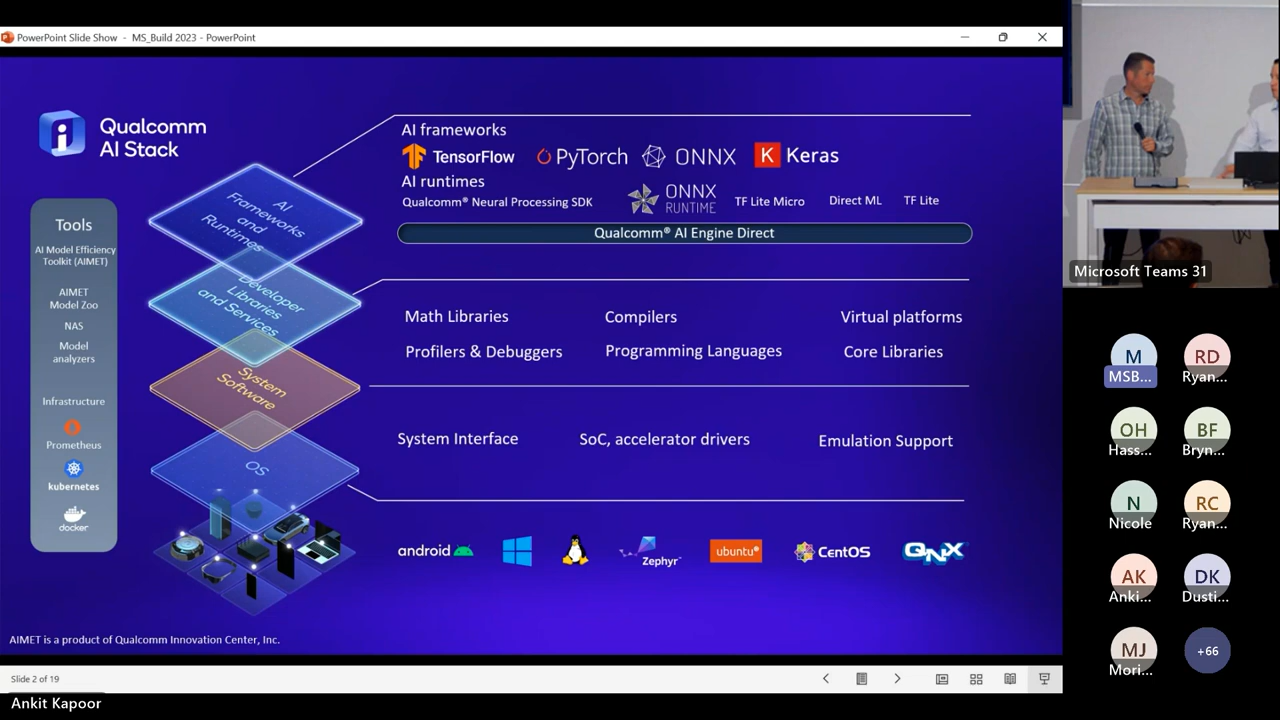 PowerPoint Slide Show - MS_Build 2023 - PowerPoint
Qualcomm
AI Stack
Tools
AI Model Efficiency
Toolkit (AIMET)
AIMET
Model Zoo
NAS
Model
analyzers
Infrastructure
Prometheus
kubernetes
docker
AI
Frameworks
and
Runtimes
Developer
Libraries
and Services
System
Software
OS
AI frameworks
TensorFlow PyTorch ONNX K Keras
AI runtimes
Qualcomm® Neural Processing SDK ONNX RUNTIME TF Lite Micro Direct ML TF Lite
Qualcomm® AI Engine Direct
Math Libraries Compilers Virtual platforms
Profilers & Debuggers Programming Languages Core Libraries
System Interface SoC, accelerator drivers Emulation Support
android Zephyr™ ubuntu® CentOS QNX
AIMET is a product of Qualcomm Innovation Center, Inc.
Slide 2 of 19
Ankit Kapoor
Microsoft Teams 31
M RD
MSB... Ryan...
OH BF
Hass... Bryn...
N RC
Nicole Ryan...
AK DK
Anki... Dusti...
MJ +66
Mori...